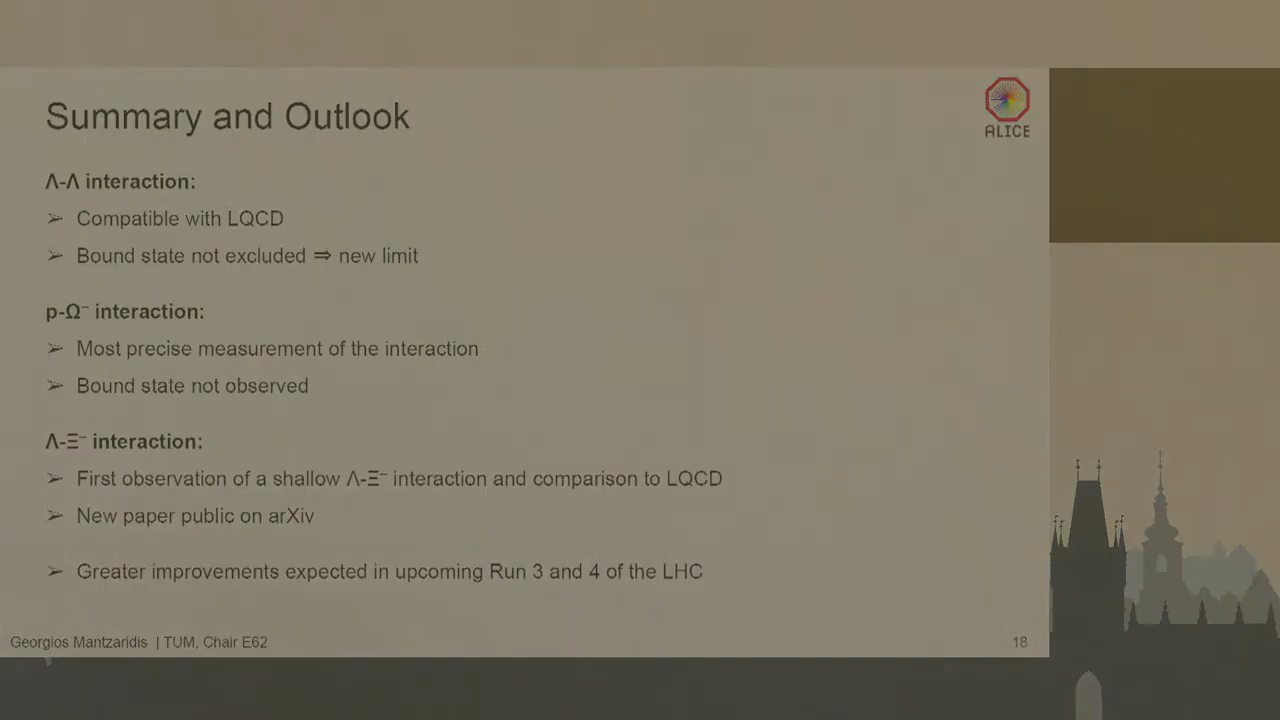 Summary and Outlook
ALICE
Λ-Λ interaction:
➢ Compatible with LQCD
➢ Bound state not excluded ⇒ new limit
p-Ω⁻ interaction:
➢ Most precise measurement of the interaction
➢ Bound state not observed
Λ-Ξ⁻ interaction:
➢ First observation of a shallow Λ-Ξ⁻ interaction and comparison to LQCD
➢ New paper public on arXiv
➢ Greater improvements expected in upcoming Run 3 and 4 of the LHC
Georgios Mantzaridis | TUM, Chair E62
18